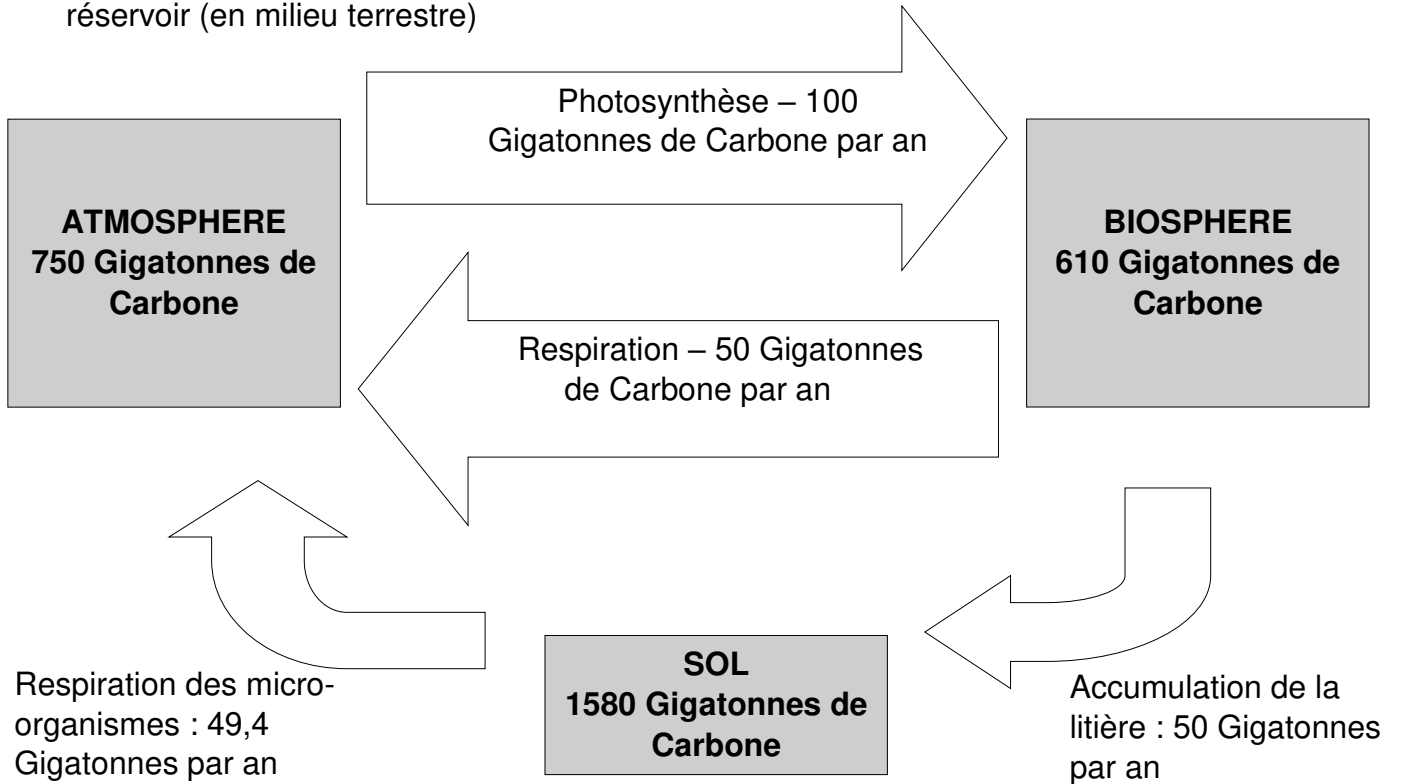 réservoir (en milieu terrestre)
Photosynthèse – 100
Gigatonnes de Carbone par an
ATMOSPHERE
750 Gigatonnes de
Carbone
BIOSPHERE
610 Gigatonnes de
Carbone
Respiration – 50 Gigatonnes
de Carbone par an
Respiration des micro-
organismes : 49,4
Gigatonnes par an
SOL
1580 Gigatonnes de
Carbone
Accumulation de la
litière : 50 Gigatonnes
par an